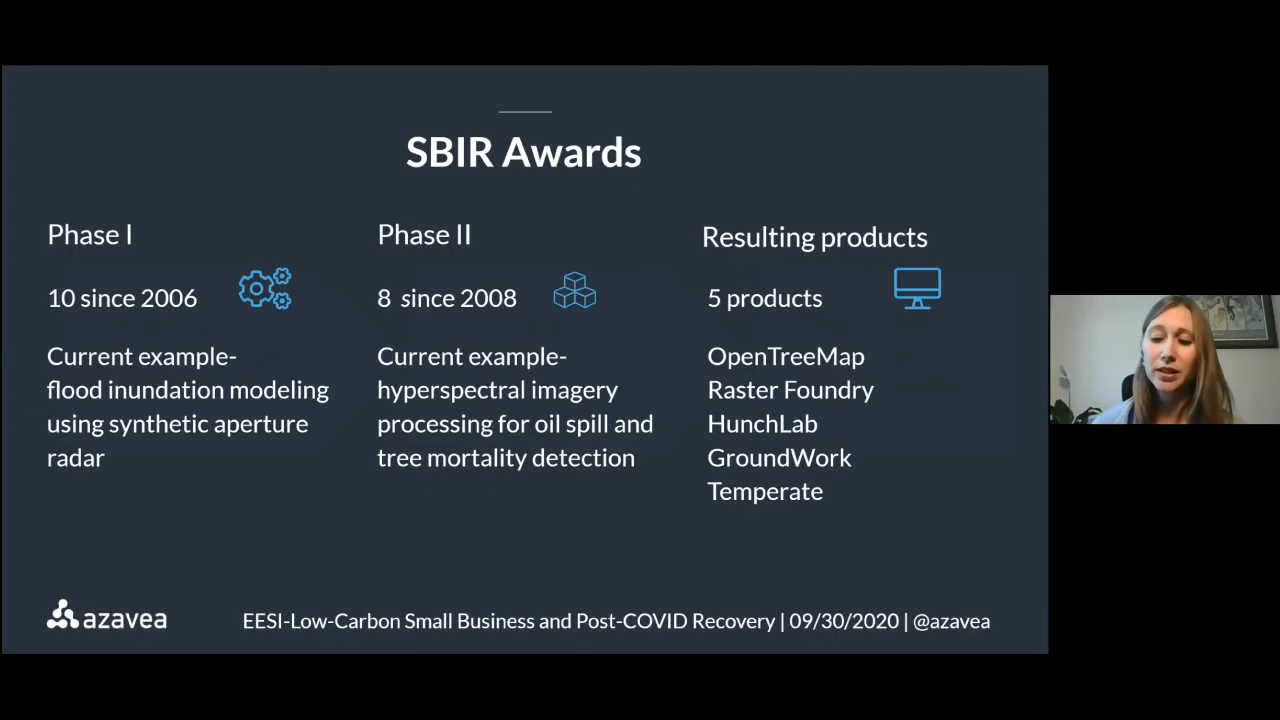 SBIR Awards
Phase I
10 since 2006
Current example-
flood inundation modeling
using synthetic aperture
radar
Phase II
8 since 2008
Current example-
hyperspectral imagery
processing for oil spill and
tree mortality detection
Resulting products
5 products
OpenTreeMap
Raster Foundry
HunchLab
GroundWork
Temperate
azavea
EESI-Low-Carbon Small Business and Post-COVID Recovery | 09/30/2020 | @azavea